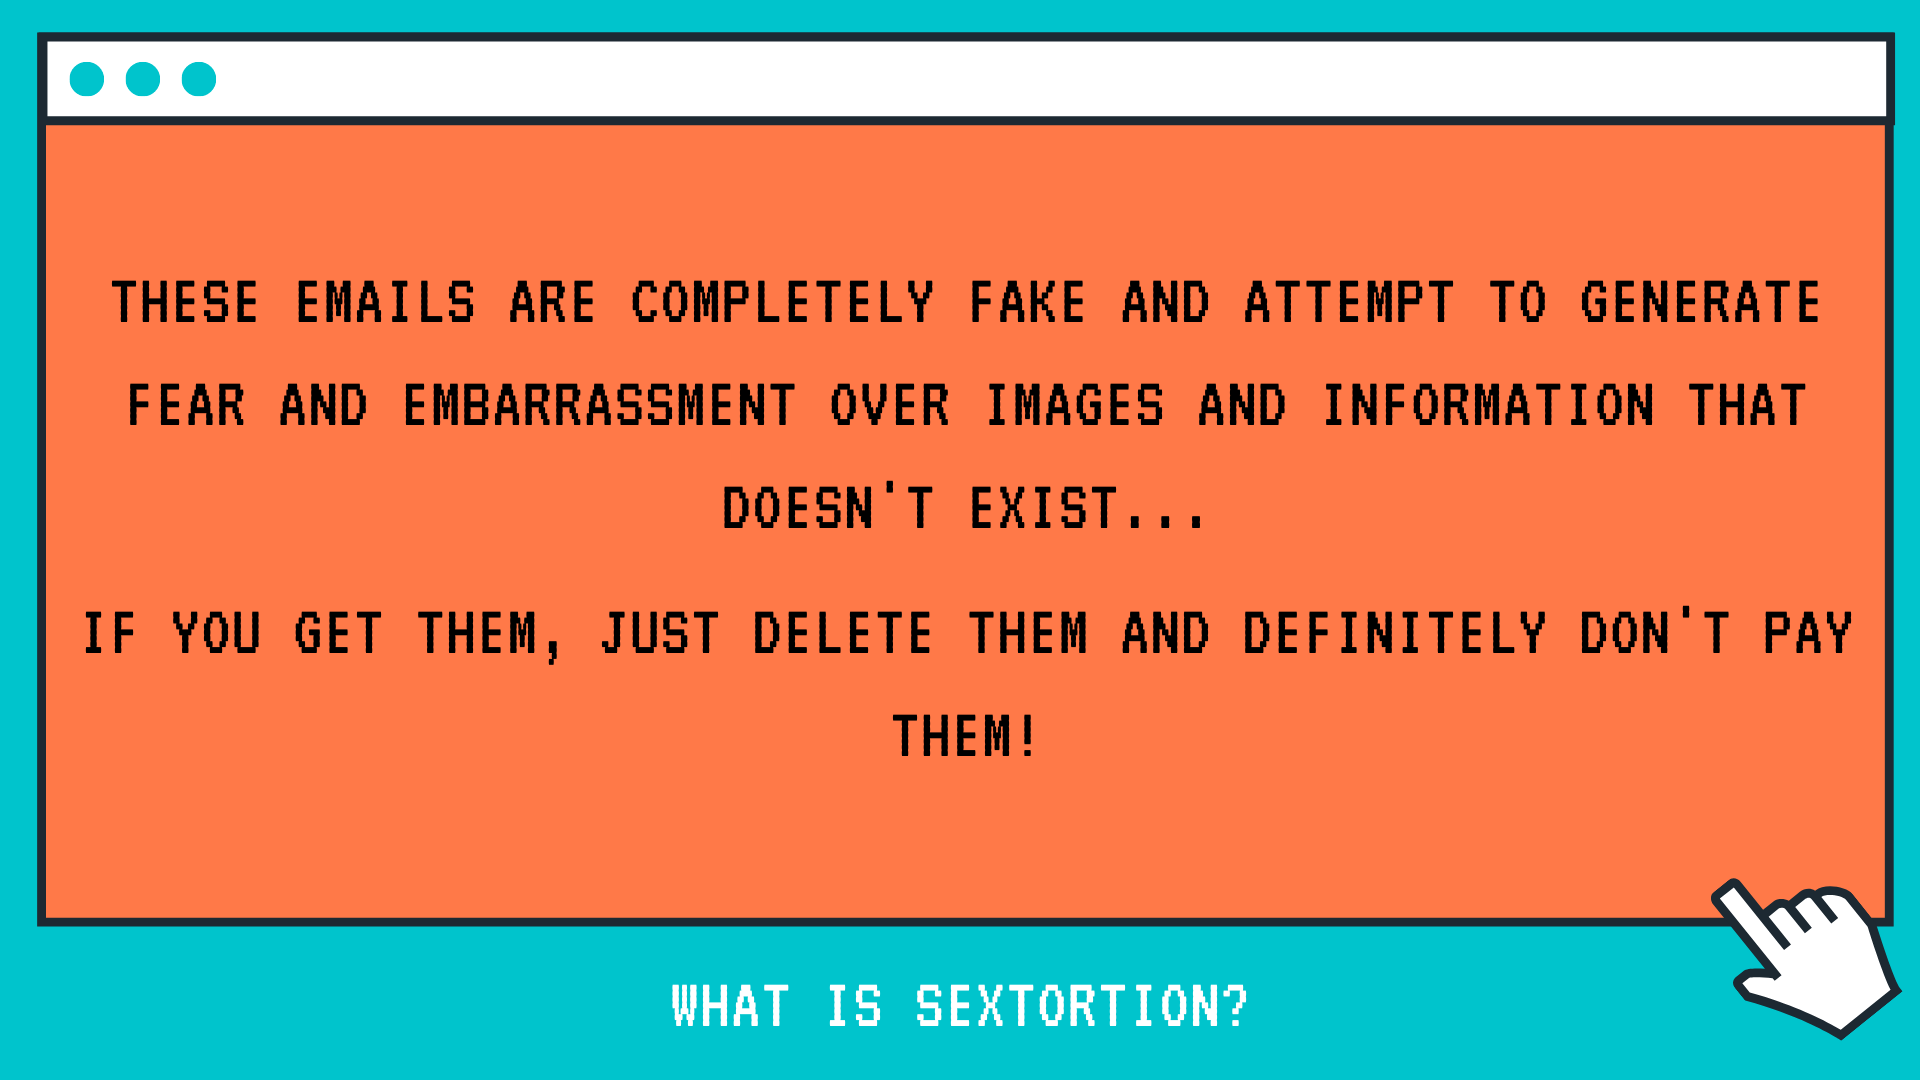 THESE EMAILS ARE COMPLETELY FAKE AND ATTEMPT TO GENERATE
FEAR AND EMBARRASSMENT OVER IMAGES AND INFORMATION THAT
DOESN'T EXIST...
IF YOU GET THEM, JUST DELETE THEM AND DEFINITELY DON'T PAY
THEM!
WHAT IS SEXTORTION?